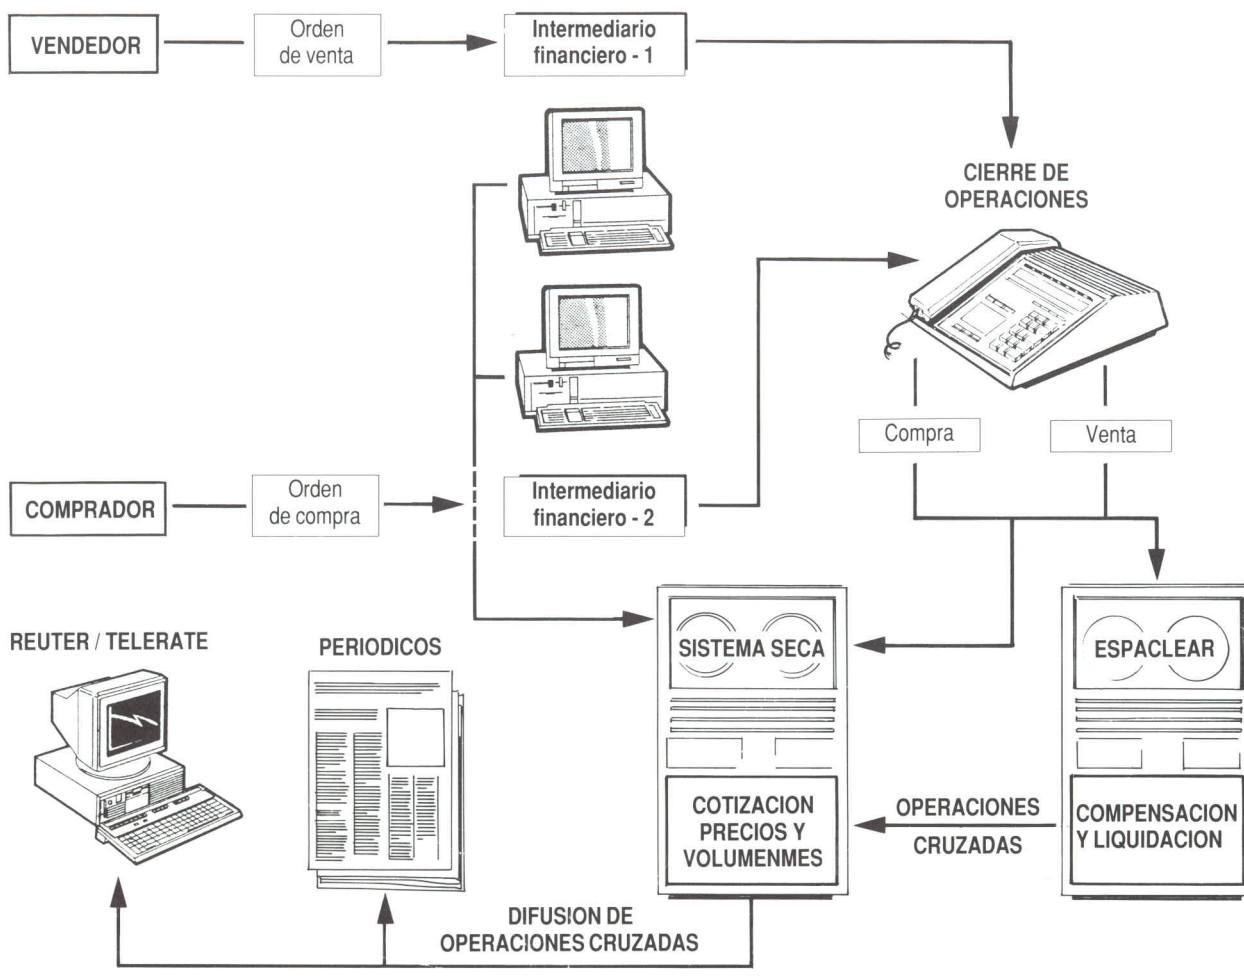 VENDEDOR
Orden
de venta
Intermediario
financiero - 1
CIERRE DE
OPERACIONES
Compra
Venta
COMPRADOR
Orden
de compra
Intermediario
financiero - 2
REUTER / TELERATE
PERIODICOS
SISTEMA SECA
ESPACLEAR
COTIZACION
PRECIOS Y
VOLUMENMES
OPERACIONES
CRUZADAS
COMPENSACION
Y LIQUIDACION
DIFUSION DE
OPERACIONES CRUZADAS